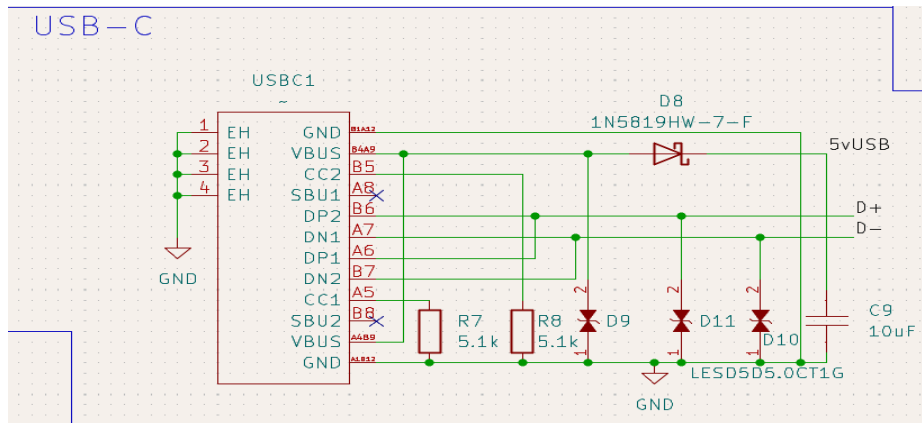 USB-C
USBC1
~
D8
1N5819HW-7-F
5vUSB
1 EH GND B1A12
2 EH VBUS B4A9
3 EH CC2 B5
4 EH SBU1 A8
DP2 B6
DN1 A7
DP1 A6
DN2 B7
CC1 A5
SBU2 B8
VBUS A4B9
GND A1B12
D+
D-
GND
R7
5.1k
R8
5.1k
2
D9
1
2
D11
1
2
D10
1
LESD5D5.0CT1G
C9
10uF
GND